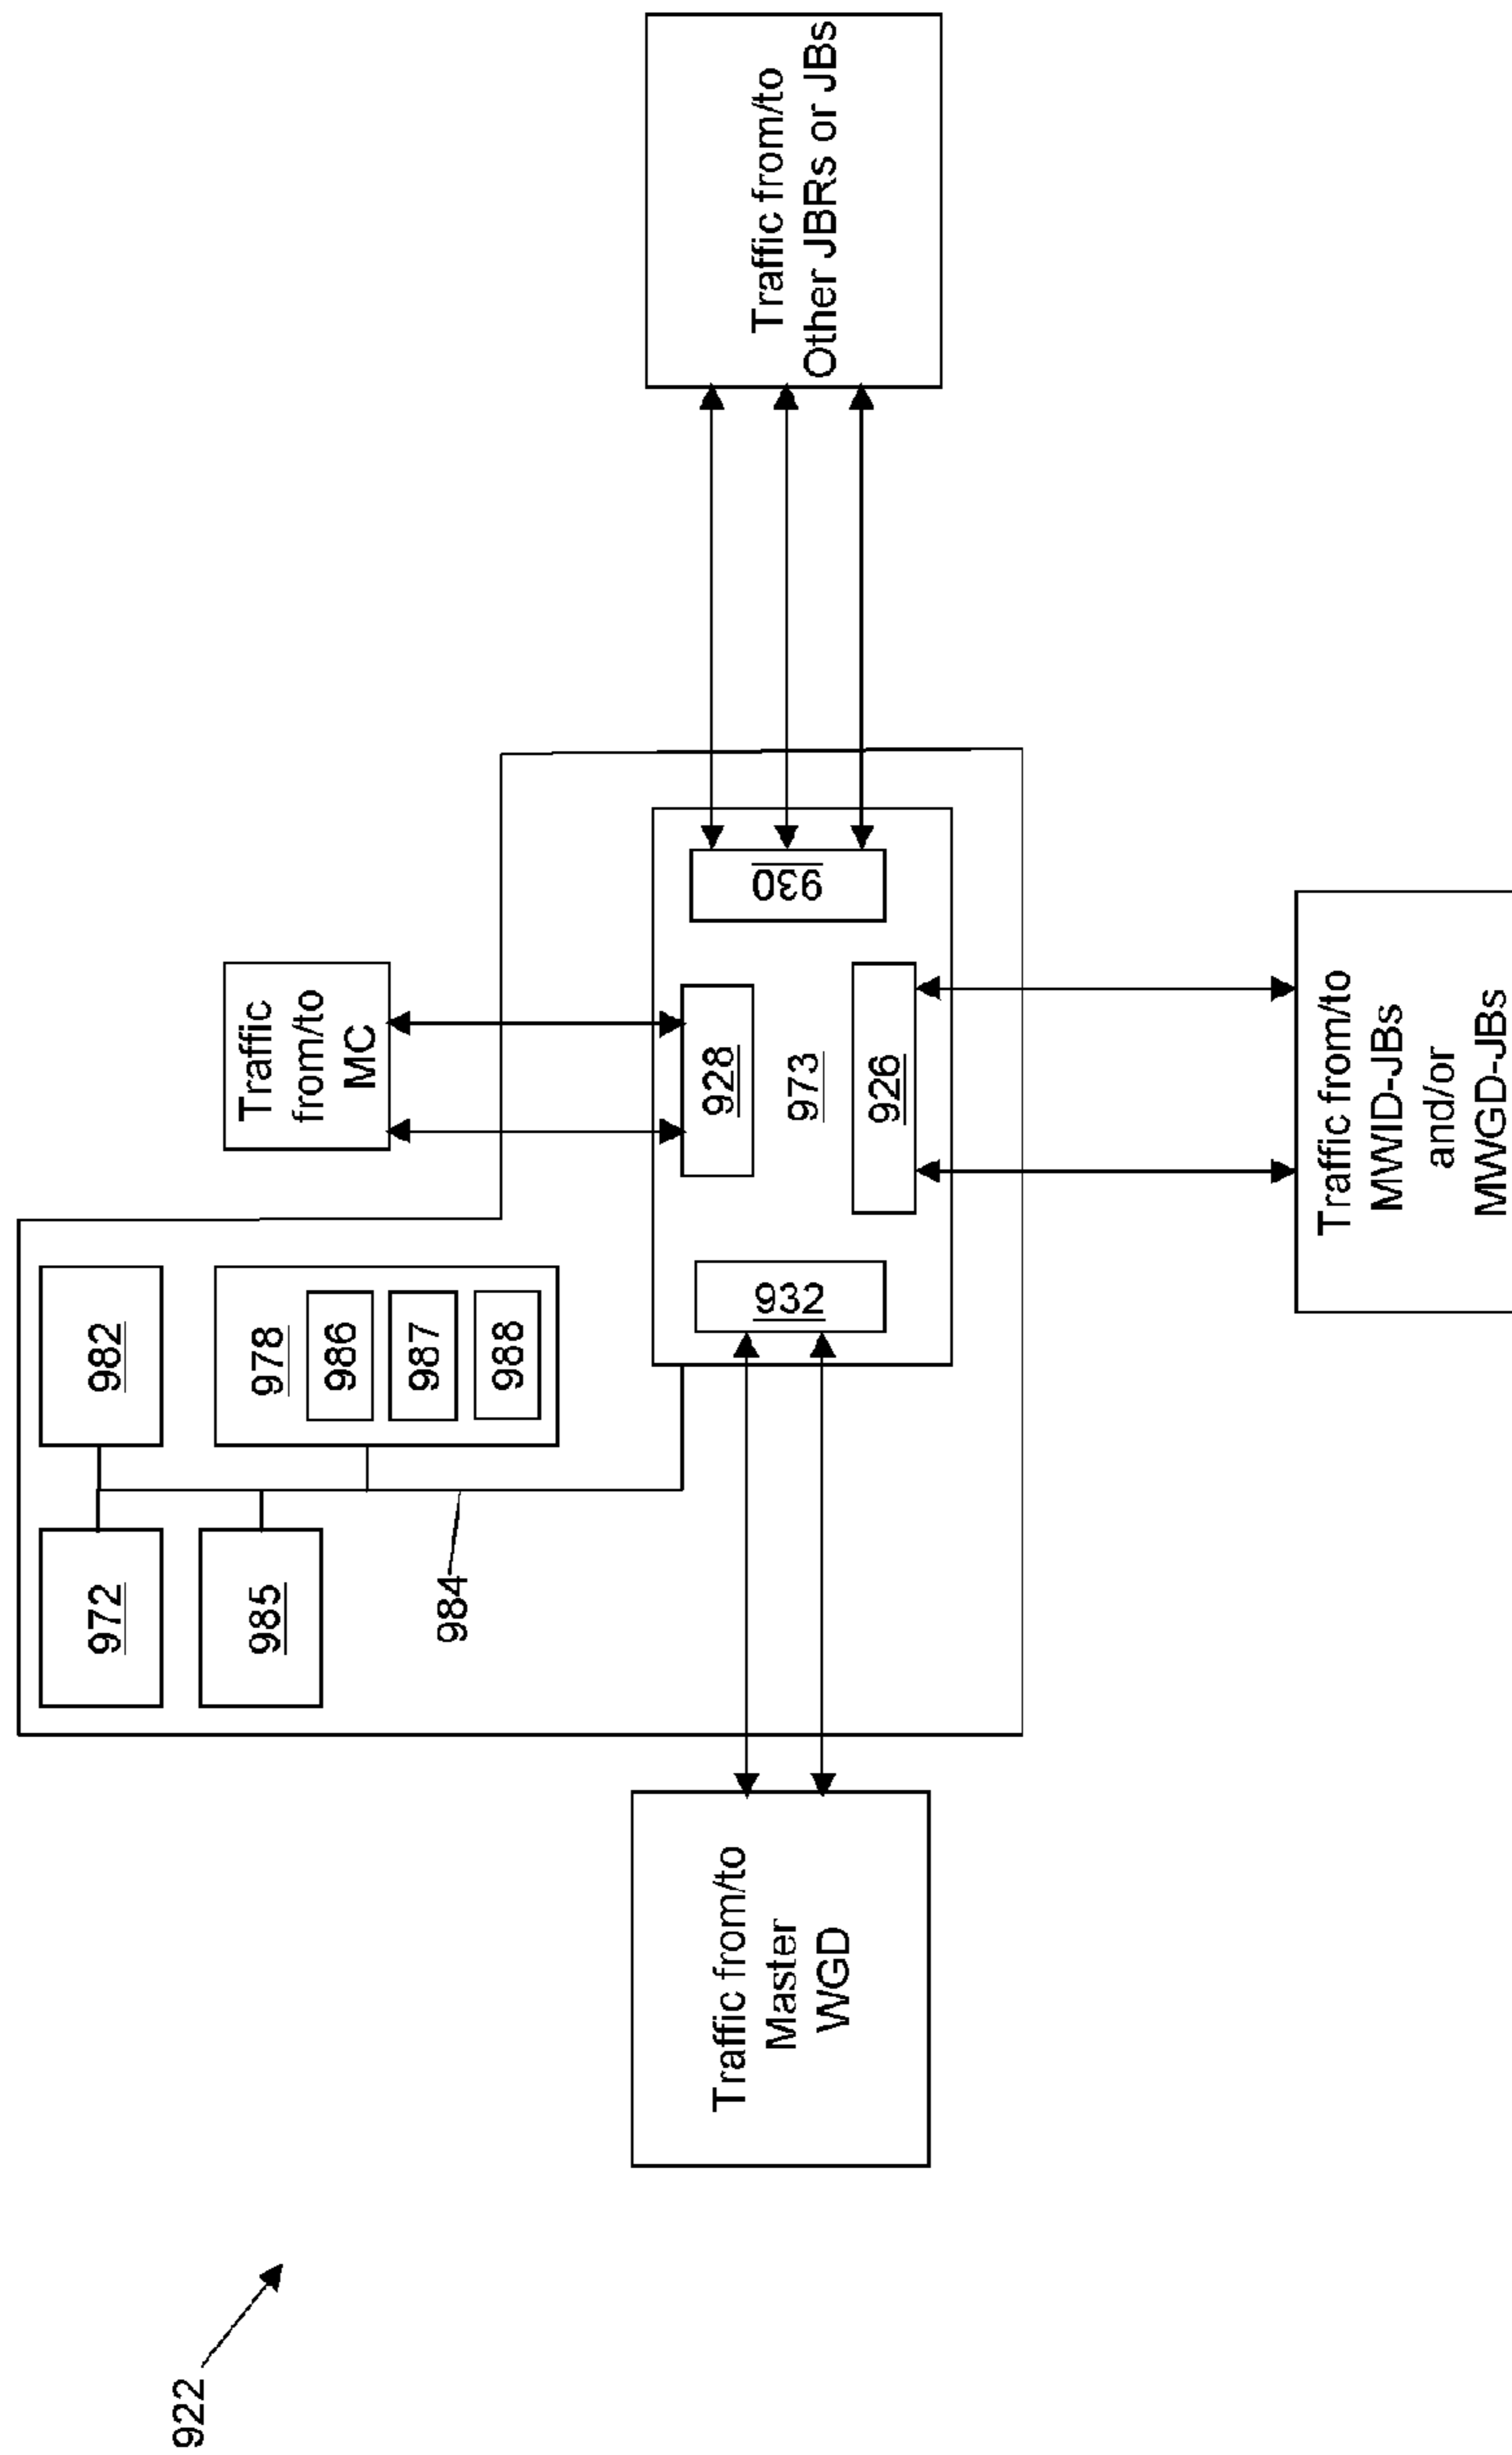 922
972
982
985
978
986
987
988
984
Traffic
from/to
MC
928
973
926
932
930
Traffic from/to
Master
WGD
Traffic from/to
Other JBRs or JBs
Traffic from/to
MWID-JBs
and/or
MWGD-JBs